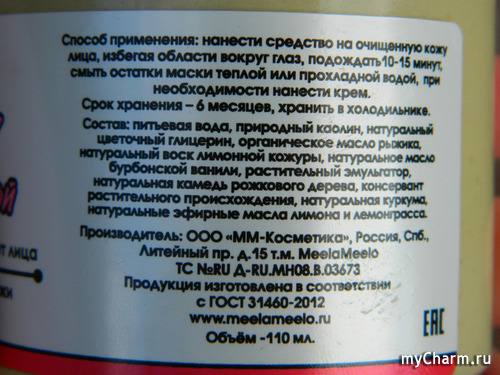 Способ применения: нанести средство на очищенную кожу
лица, избегая области вокруг глаз, подождать 10-15 минут,
смыть остатки маски теплой или прохладной водой, при
необходимости нанести крем.
Срок хранения – 6 месяцев, хранить в холодильнике.
Состав: питьевая вода, природный каолин, натуральный
цветочный глицерин, органическое масло рыжика,
натуральный воск лимонной кожуры, натуральное масло
бурбонской ванили, растительный эмульгатор,
натуральная камедь рожкового дерева, консервант
растительного происхождения, натуральная куркума,
натуральные эфирные масла лимона и лемонграсса.
ой
лица
жи
Производитель: ООО «ММ-Косметика», Россия, Спб.,
Литейный пр. д.15 т.м. MeelaMeelo
ТС №RU Д-RU.МН08.В.03673
Продукция изготовлена в соответствии
с ГОСТ 31460-2012
www.meelameelo.ru
Объём -110 мл.
EAC
myCharm.ru